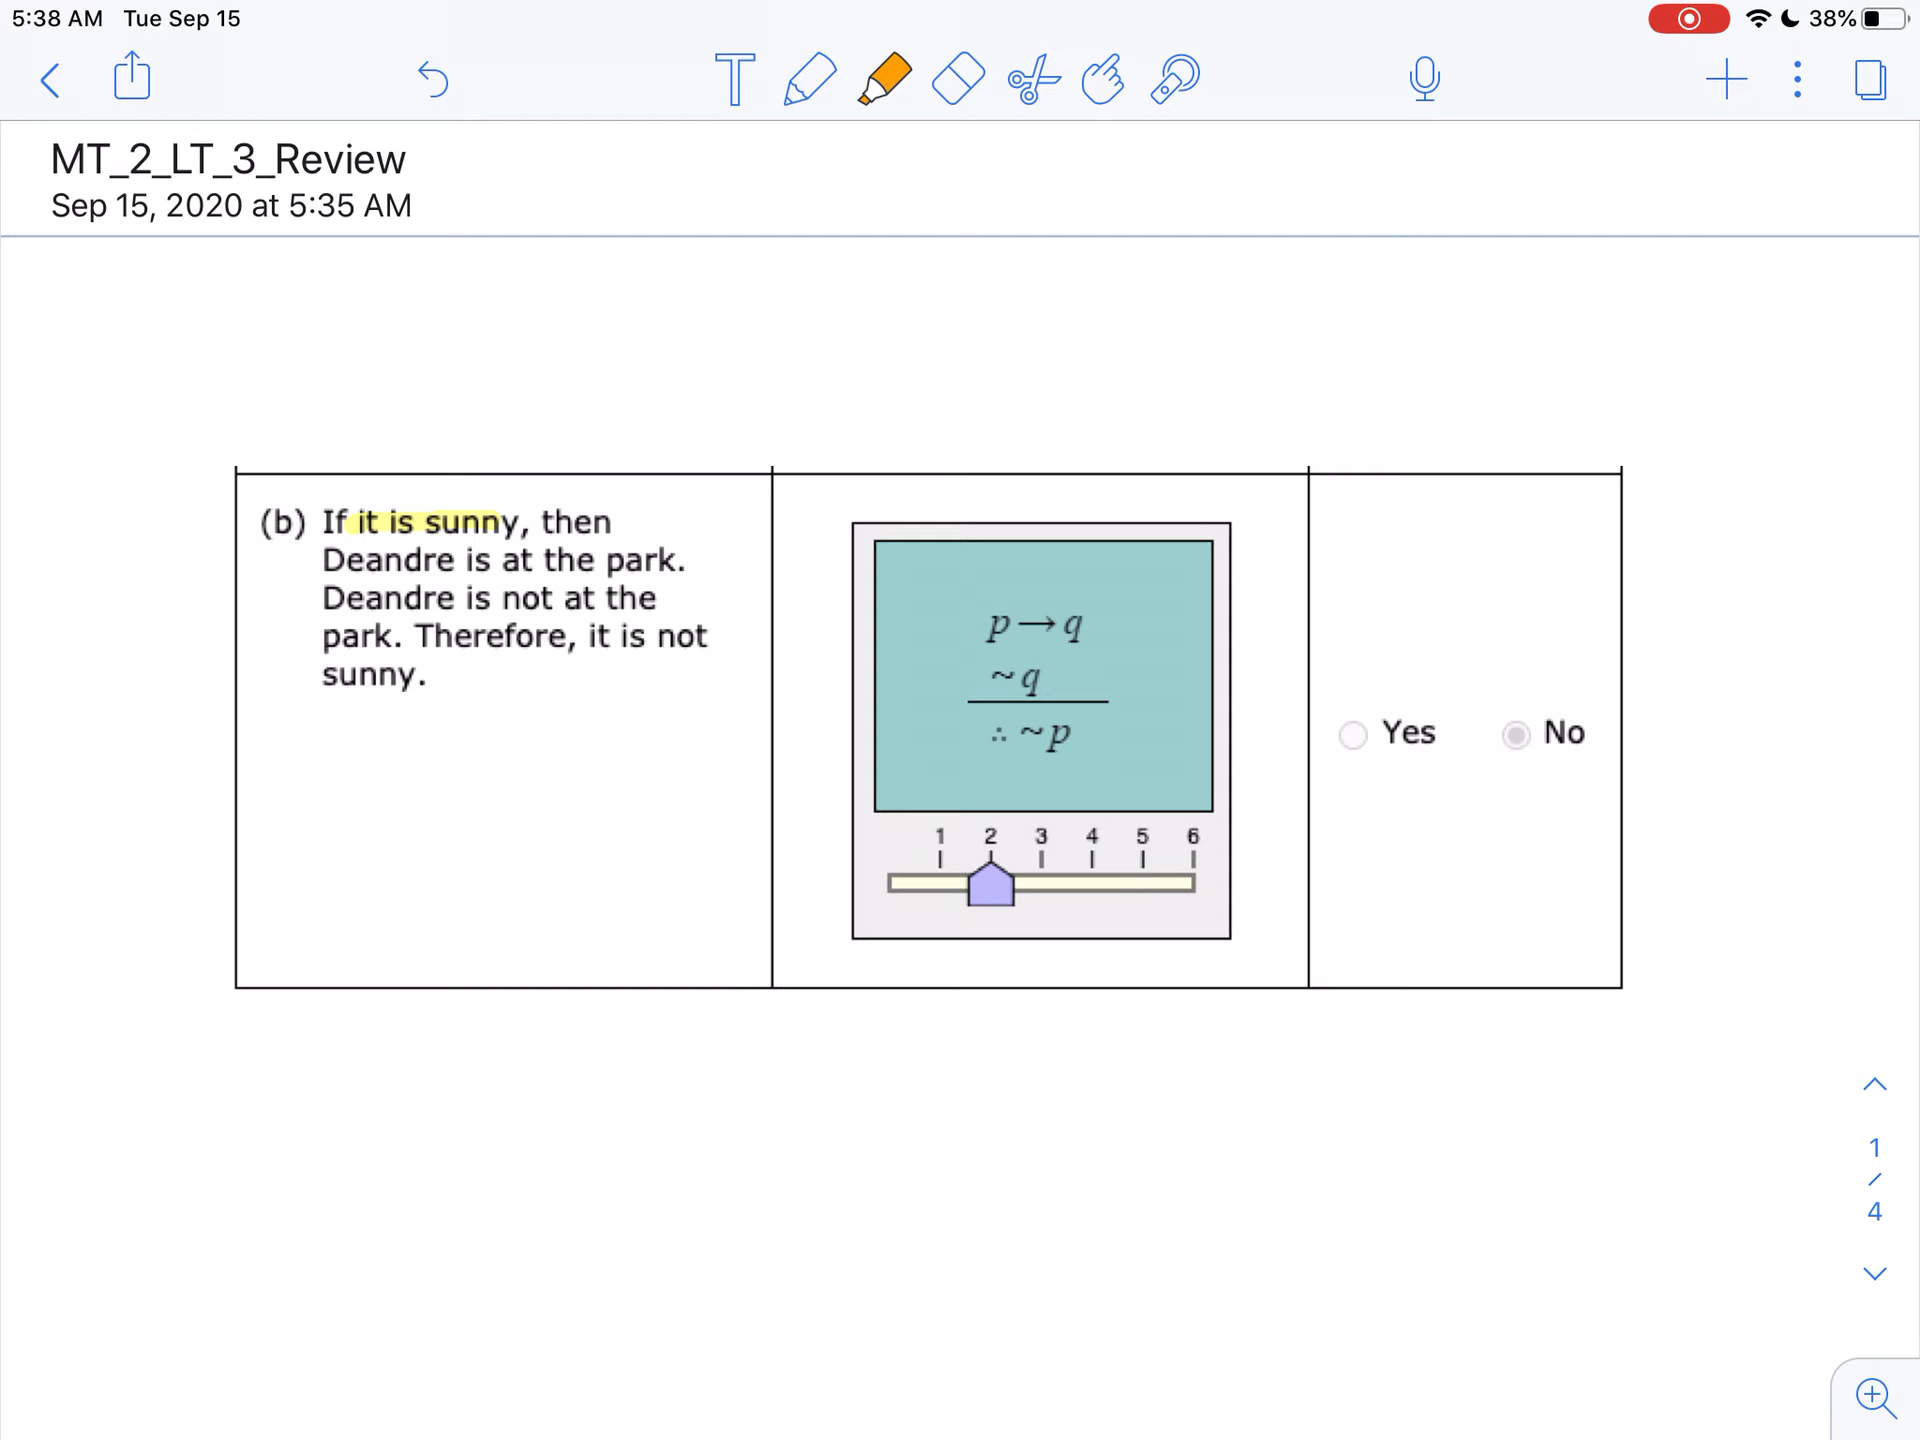 5:38 AM Tue Sep 15
38%
MT_2_LT_3_Review
Sep 15, 2020 at 5:35 AM
(b) If it is sunny, then
Deandre is at the park.
Deandre is not at the
park. Therefore, it is not
sunny.
p→q
~q
∴ ~p
1 2 3 4 5 6
Yes No
1
/
4